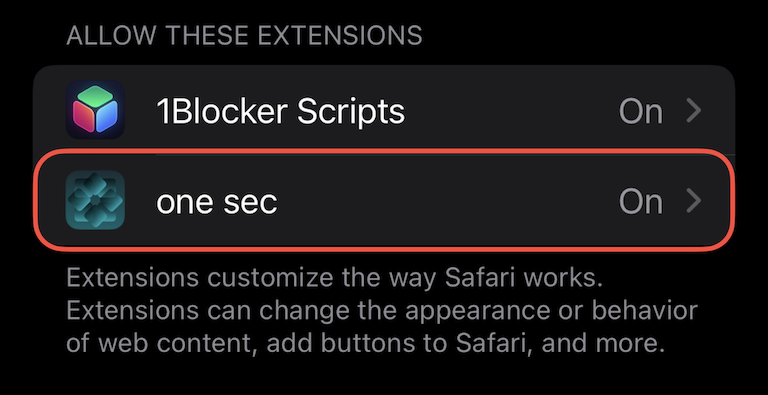 ALLOW THESE EXTENSIONS
1Blocker Scripts On
one sec On
Extensions customize the way Safari works.
Extensions can change the appearance or behavior
of web content, add buttons to Safari, and more.